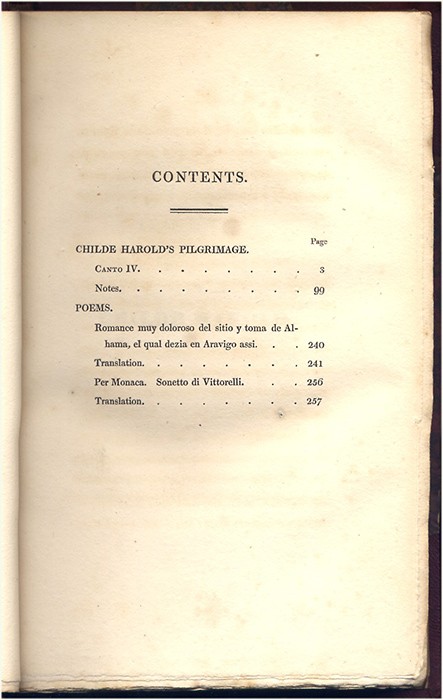 CONTENTS.
Page
CHILDE HAROLD'S PILGRIMAGE.
CANTO IV. . . . . . . . 3
Notes. . . . . . . . . 99
POEMS.
Romance muy doloroso del sitio y toma de Al-
hama, el qual dezia en Aravigo assi. . . 240
Translation. . . . . . . . 241
Per Monaca. Sonetto di Vittorelli. . . 256
Translation. . . . . . . . 257